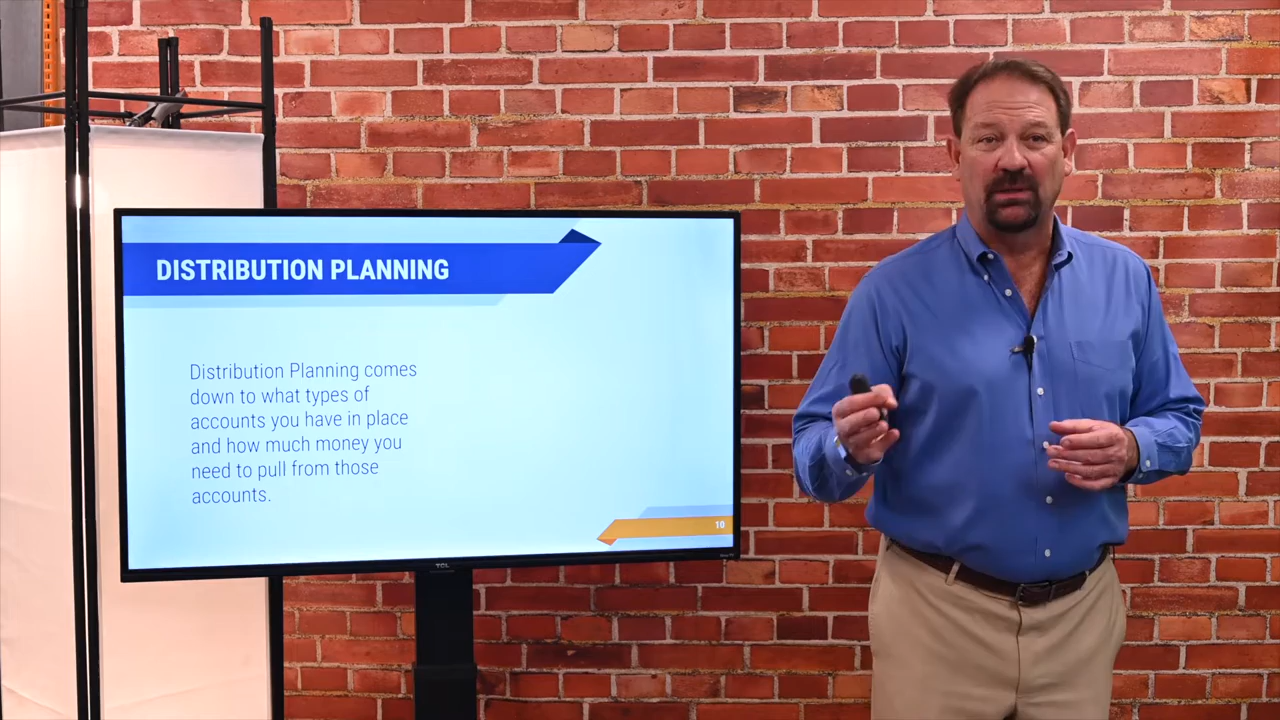 DISTRIBUTION PLANNING
Distribution Planning comes
down to what types of
accounts you have in place
and how much money you
need to pull from those
accounts.
10
TCL